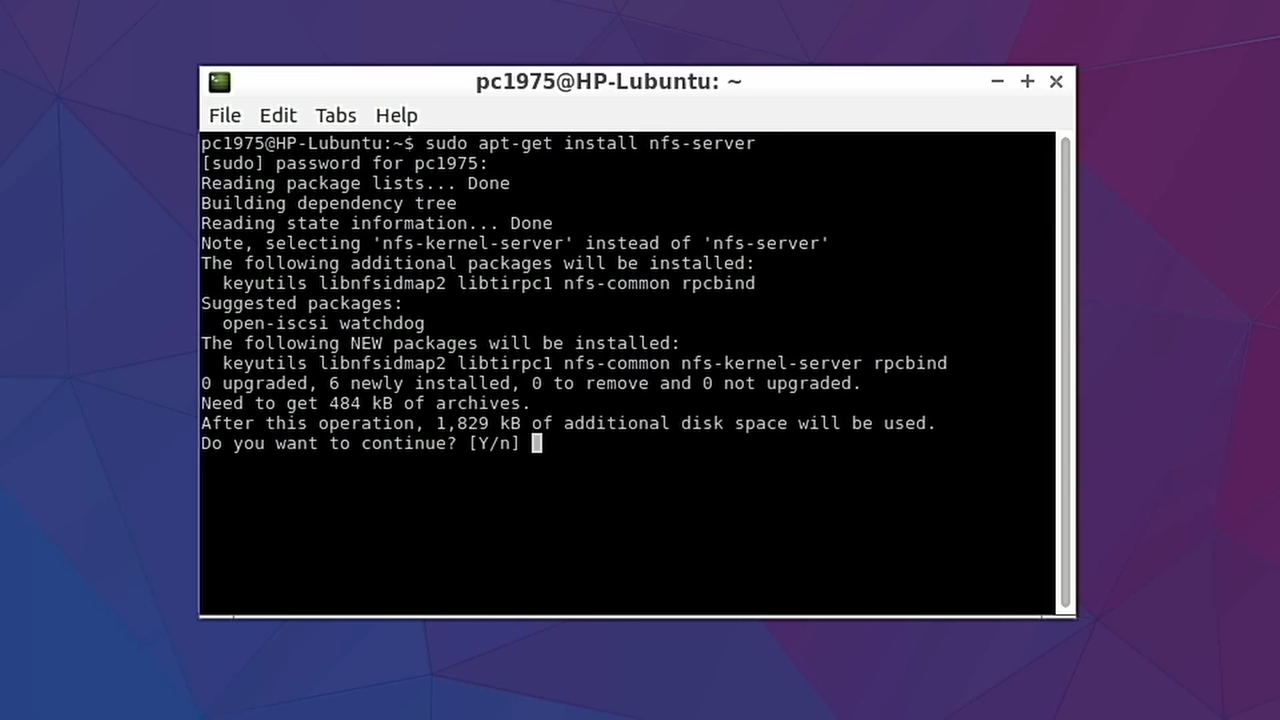 pc1975@HP-Lubuntu: ~
File Edit Tabs Help
pc1975@HP-Lubuntu:~$ sudo apt-get install nfs-server
[sudo] password for pc1975:
Reading package lists... Done
Building dependency tree
Reading state information... Done
Note, selecting 'nfs-kernel-server' instead of 'nfs-server'
The following additional packages will be installed:
  keyutils libnfsidmap2 libtirpc1 nfs-common rpcbind
Suggested packages:
  open-iscsi watchdog
The following NEW packages will be installed:
  keyutils libnfsidmap2 libtirpc1 nfs-common nfs-kernel-server rpcbind
0 upgraded, 6 newly installed, 0 to remove and 0 not upgraded.
Need to get 484 kB of archives.
After this operation, 1,829 kB of additional disk space will be used.
Do you want to continue? [Y/n]